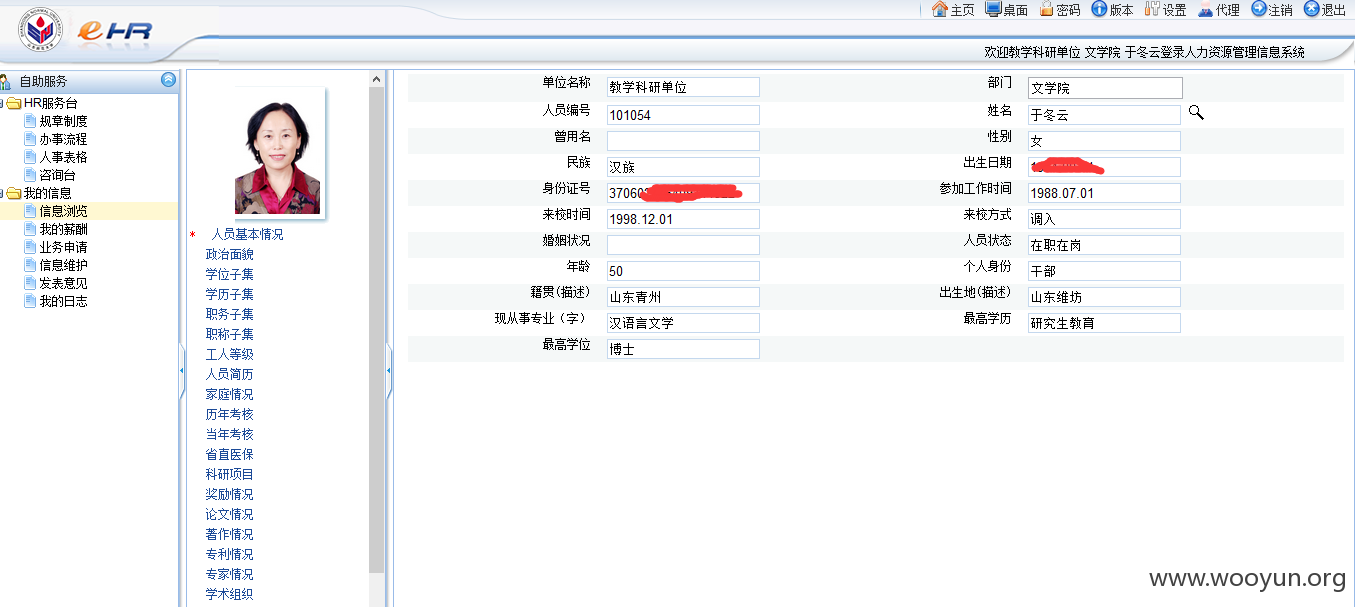 eHR
主页 桌面 密码 版本 设置 代理 注销 退出
欢迎教学科研单位 文学院 于冬云登录人力资源管理信息系统
自助服务
HR服务台
规章制度
办事流程
人事表格
咨询台
我的信息
信息浏览
我的薪酬
业务申请
信息维护
发表意见
我的日志
* 人员基本情况
政治面貌
学位子集
学历子集
职务子集
职称子集
工人等级
人员简历
家庭情况
历年考核
当年考核
省直医保
科研项目
奖励情况
论文情况
著作情况
专利情况
专家情况
学术组织
单位名称 教学科研单位 部门 文学院
人员编号 101054 姓名 于冬云
曾用名 性别 女
民族 汉族 出生日期
身份证号 37060 参加工作时间 1988.07.01
来校时间 1998.12.01 来校方式 调入
婚姻状况 人员状态 在职在岗
年龄 50 个人身份 干部
籍贯(描述) 山东青州 出生地(描述) 山东维坊
现从事专业（字） 汉语言文学 最高学历 研究生教育
最高学位 博士
www.wooyun.org